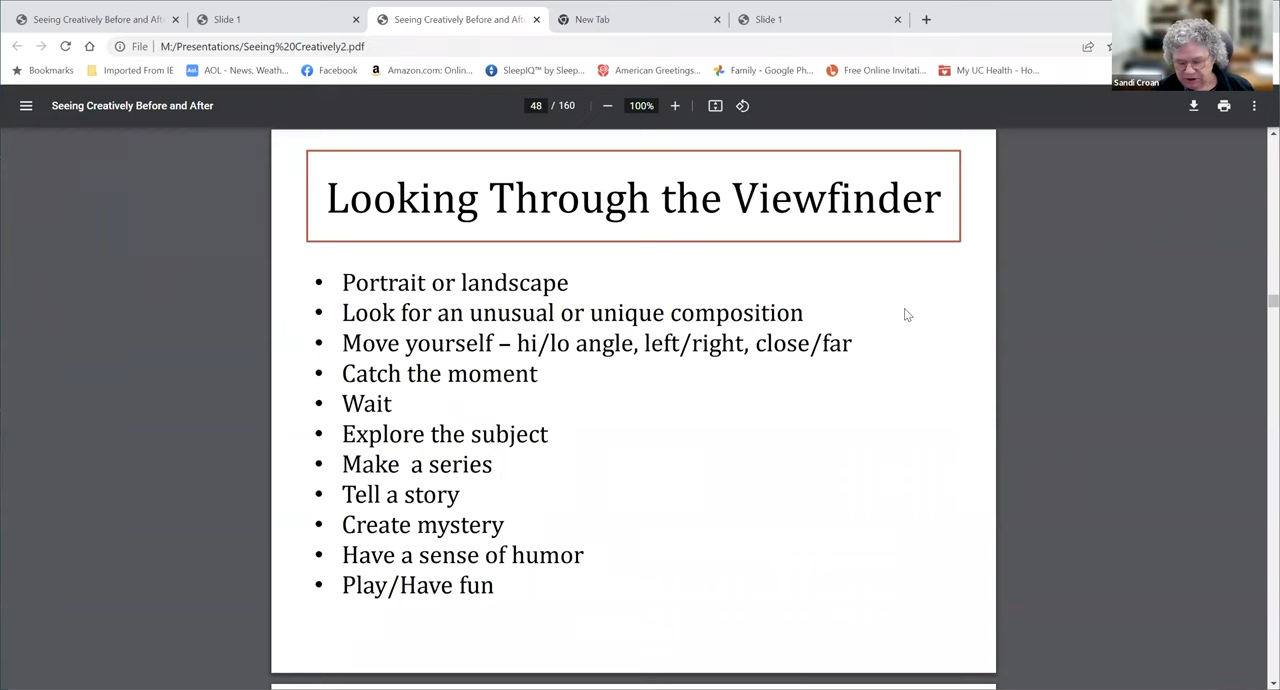 Seeing Creatively Before and Aft
Slide 1
Seeing Creatively Before and Aft
New Tab
Slide 1
File
M:/Presentations/Seeing%20Creatively2.pdf
Bookmarks
Imported From IE
AOL - News, Weath...
Facebook
Amazon.com: Onlin...
SleepIQ™ by Sleep...
American Greetings...
Family - Google Ph...
Free Online Invitati...
My UC Health - Ho...
Sandi Croan
Seeing Creatively Before and After
48 / 160
100%
Looking Through the Viewfinder
• Portrait or landscape
• Look for an unusual or unique composition
• Move yourself – hi/lo angle, left/right, close/far
• Catch the moment
• Wait
• Explore the subject
• Make  a series
• Tell a story
• Create mystery
• Have a sense of humor
• Play/Have fun